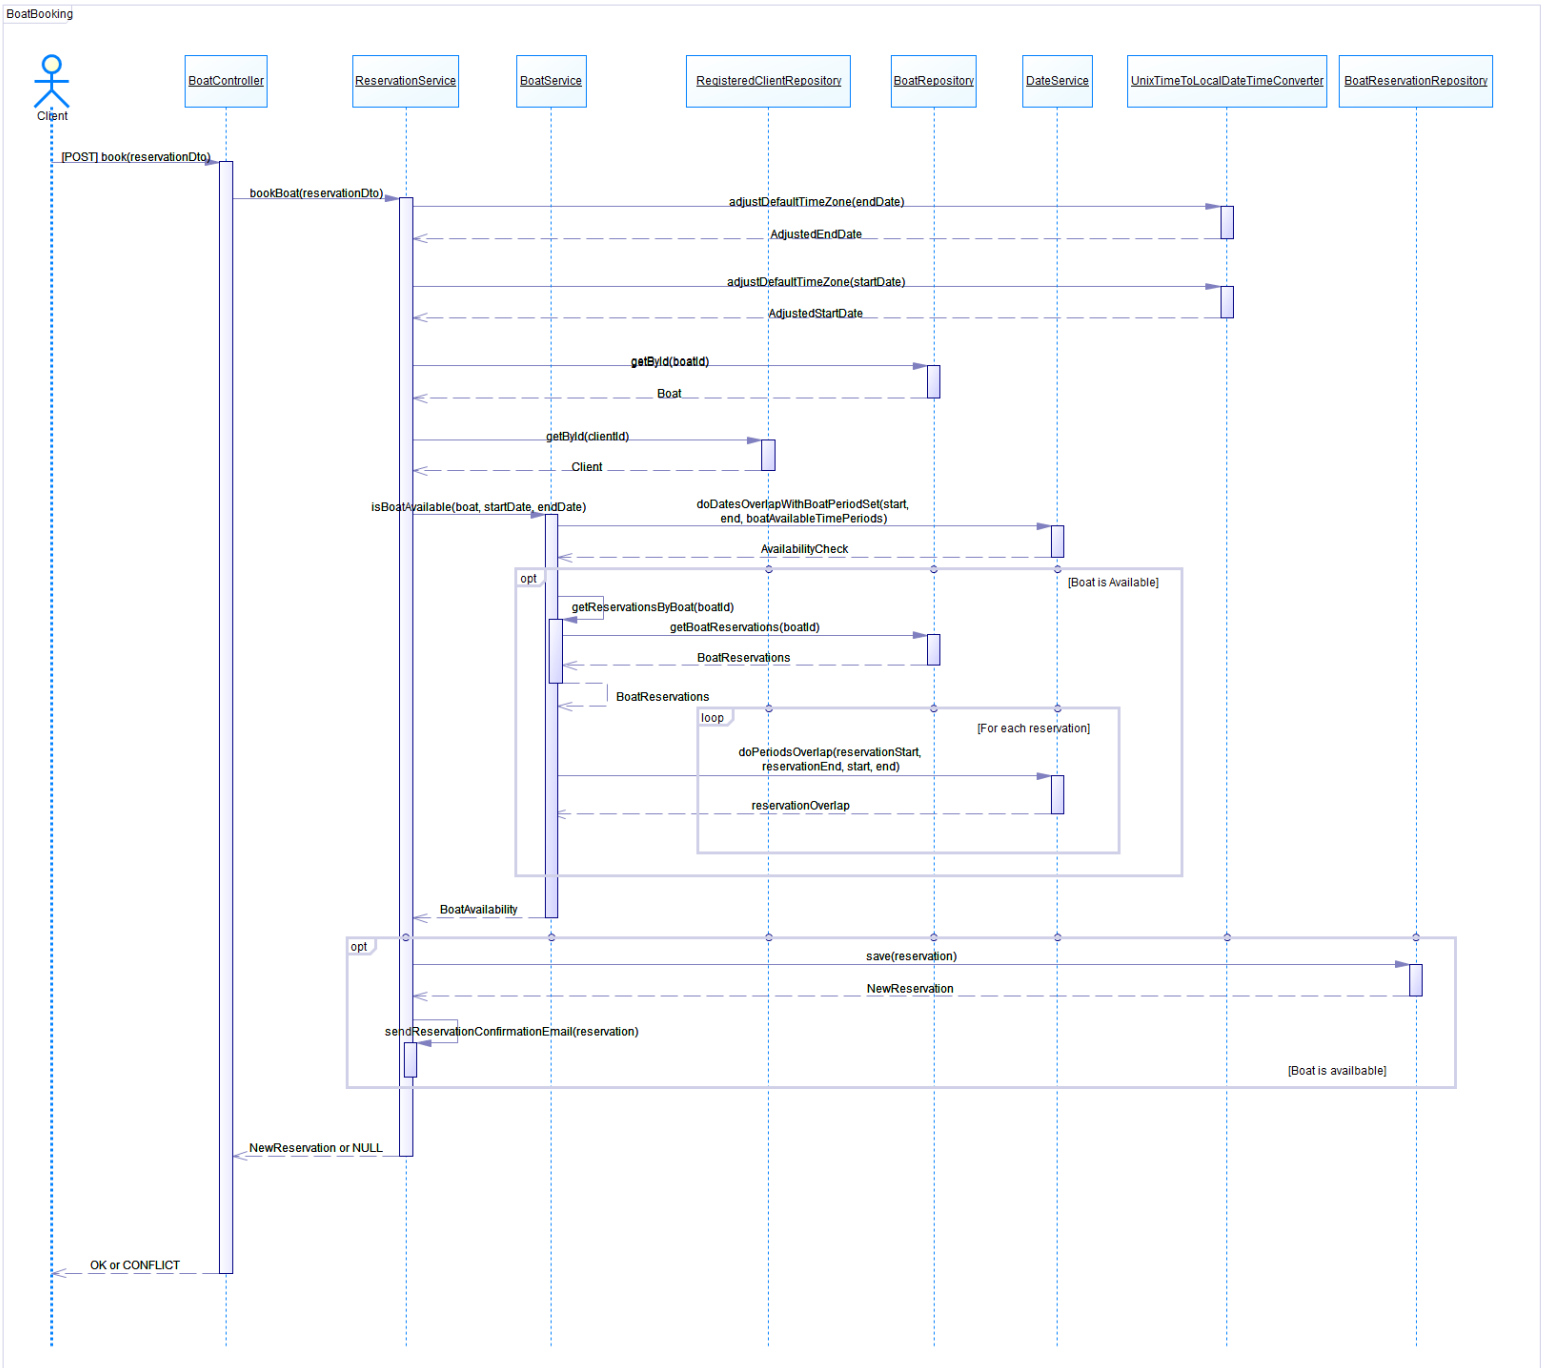 BoatBooking
Client
BoatController
ReservationService
BoatService
RegisteredClientRepository
BoatRepository
DateService
UnixTimeToLocalDateTimeConverter
BoatReservationRepository
[POST] book(reservationDto)
bookBoat(reservationDto)
adjustDefaultTimeZone(endDate)
AdjustedEndDate
adjustDefaultTimeZone(startDate)
AdjustedStartDate
getById(boatId)
Boat
getById(clientId)
Client
isBoatAvailable(boat, startDate, endDate)
doDatesOverlapWithBoatPeriodSet(start,
end, boatAvailableTimePeriods)
AvailabilityCheck
opt
[Boat is Available]
getReservationsByBoat(boatId)
getBoatReservations(boatId)
BoatReservations
BoatReservations
loop
[For each reservation]
doPeriodsOverlap(reservationStart,
reservationEnd, start, end)
reservationOverlap
BoatAvailability
opt
save(reservation)
NewReservation
sendReservationConfirmationEmail(reservation)
[Boat is availbable]
NewReservation or NULL
OK or CONFLICT